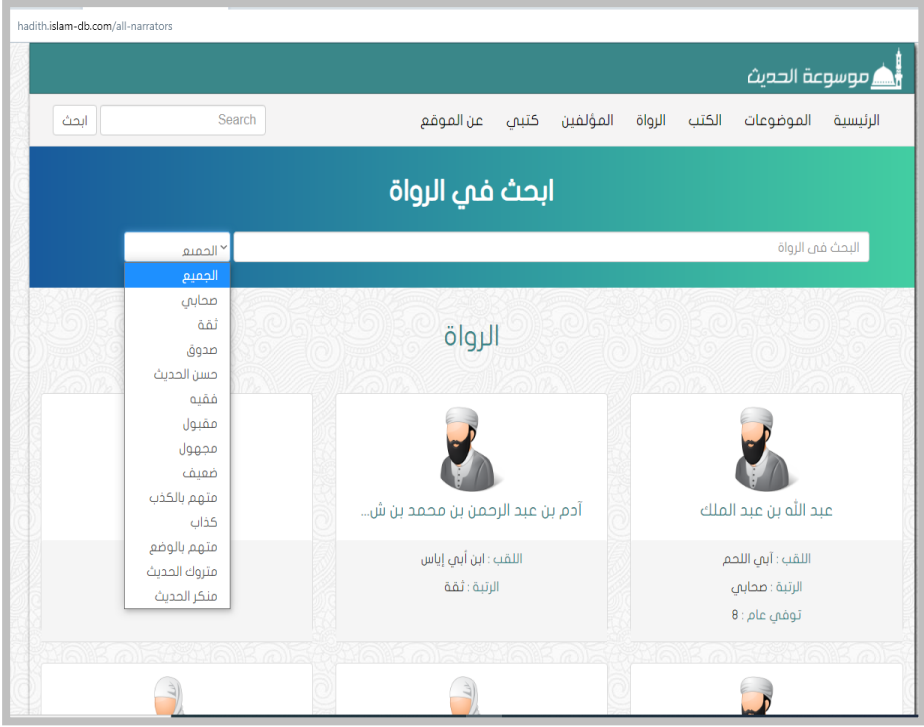 hadith.islam-db.com/all-narrators
موسوعة الحديث
الرئيسية الموضوعات الكتب الرواة المؤلفين كتبي عن الموقع Search ابحث
ابحث في الرواة
البحث في الرواة الجميع
الجميع
صحابي
ثقة
صدوق
حسن الحديث
فقيه
مقبول
مجهول
ضعيف
متهم بالكذب
كذاب
متهم بالوضع
متروك الحديث
منكر الحديث
الرواة
عبد الله بن عبد الملك
اللقب : آبي اللحم
الرتبة : صحابي
توفي عام : 8
آدم بن عبد الرحمن بن محمد بن ش...
اللقب : ابن أبي إياس
الرتبة : ثقة